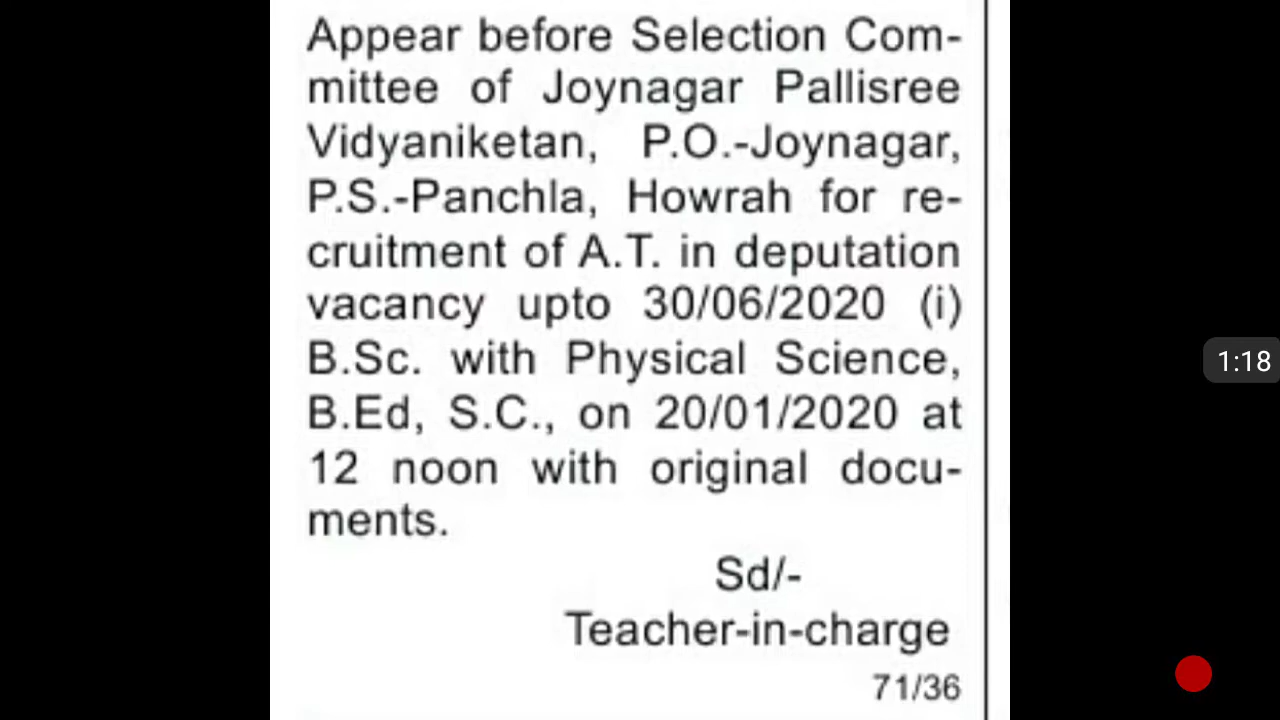 Appear before Selection Com-
mittee of Joynagar Pallisree
Vidyaniketan, P.O.-Joynagar,
P.S.-Panchla, Howrah for re-
cruitment of A.T. in deputation
vacancy upto 30/06/2020 (i)
B.Sc. with Physical Science,
B.Ed, S.C., on 20/01/2020 at
12 noon with original docu-
ments.
Sd/-
Teacher-in-charge
71/36
1:18